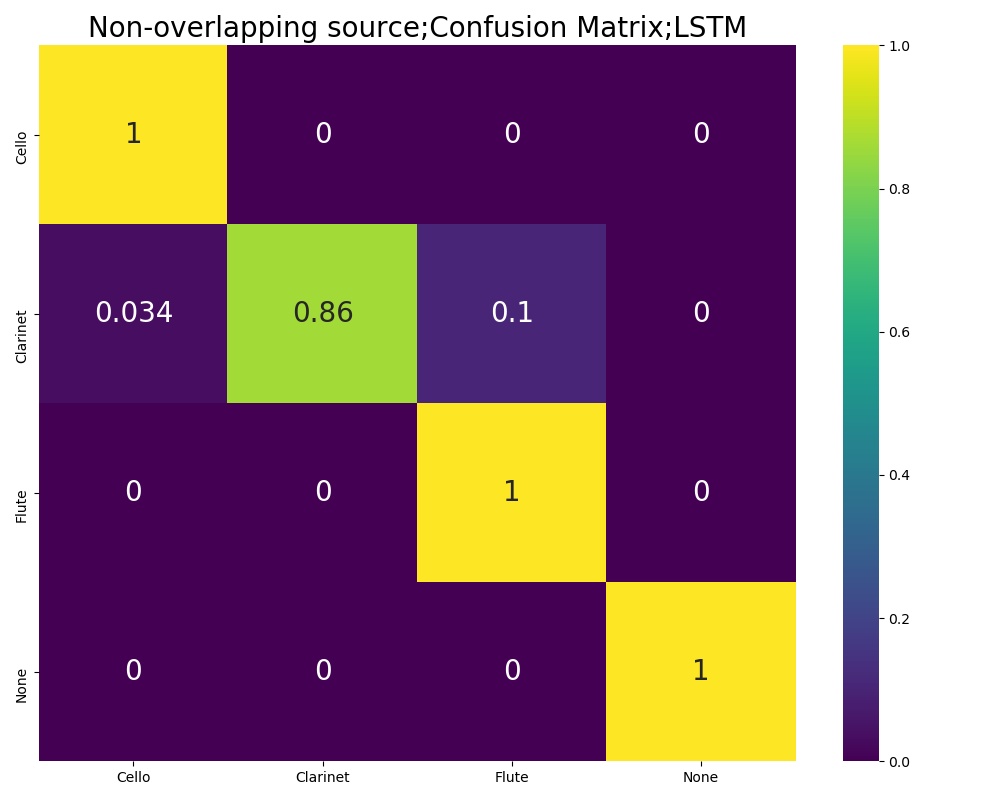 Non-overlapping source;Confusion Matrix;LSTM
Cello
1 0 0 0
Clarinet
0.034 0.86 0.1 0
Flute
0 0 1 0
None
0 0 0 1
Cello Clarinet Flute None
1.0
0.8
0.6
0.4
0.2
0.0